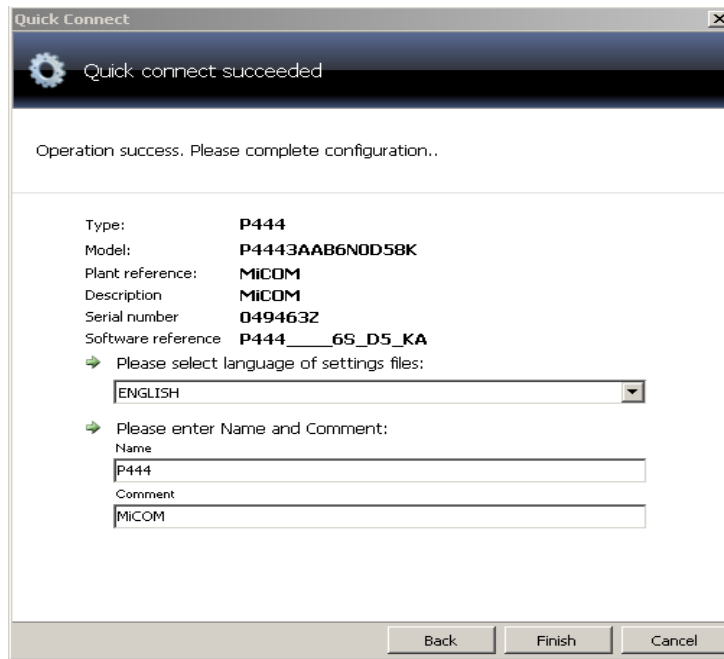 Quick Connect
Quick connect succeeded
Operation success. Please complete configuration..
Type: P444
Model: P4443AAB6N0D58K
Plant reference: MiCOM
Description MiCOM
Serial number 049463Z
Software reference P444____6S_D5_KA
Please select language of settings files:
ENGLISH
Please enter Name and Comment:
Name
P444
Comment
MiCOM
Back Finish Cancel